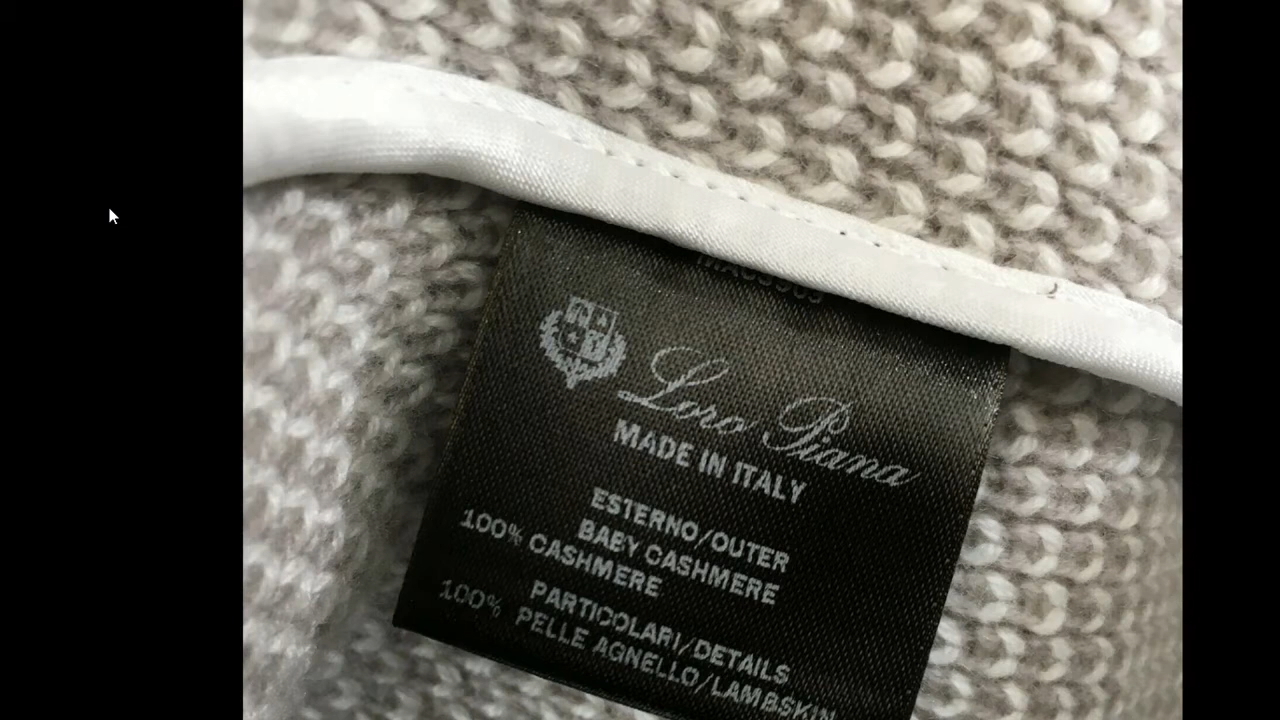 Loro Piana
MADE IN ITALY
ESTERNO/OUTER
BABY CASHMERE
100% CASHMERE
PARTICOLARI/DETAILS
100% PELLE AGNELLO/LAMBSKIN